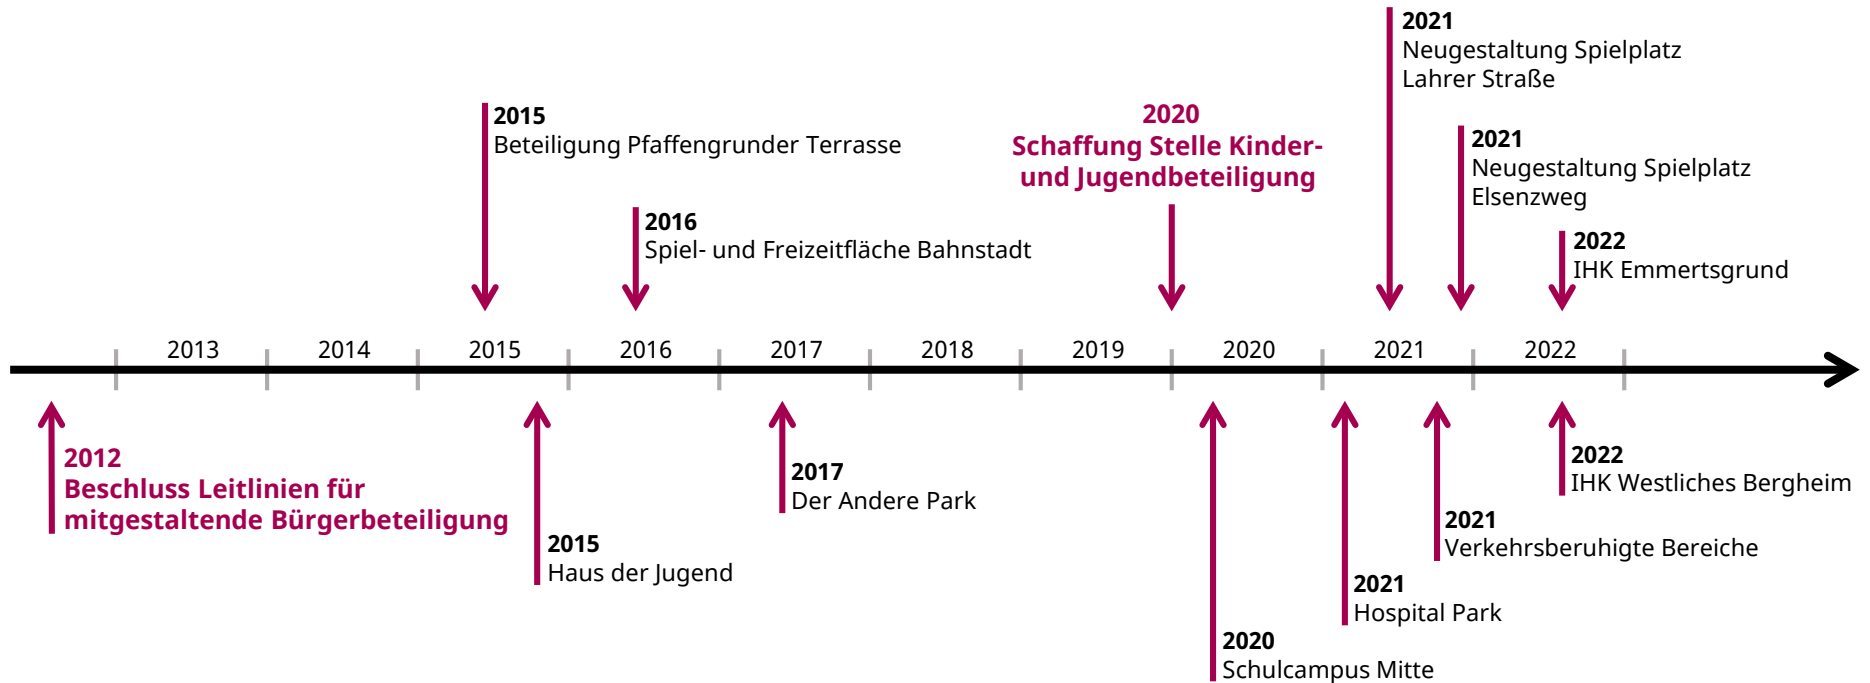 2021
Neugestaltung Spielplatz
Lahrer Straße
2015
Beteiligung Pfaffengrunder Terrasse
2020
Schaffung Stelle Kinder-
und Jugendbeteiligung
2021
Neugestaltung Spielplatz
Elsenzweg
2016
Spiel- und Freizeitfläche Bahnstadt
2022
IHK Emmertsgrund
2013 2014 2015 2016 2017 2018 2019 2020 2021 2022
2012
Beschluss Leitlinien für
mitgestaltende Bürgerbeteiligung
2015
Haus der Jugend
2017
Der Andere Park
2020
Schulcampus Mitte
2021
Hospital Park
2021
Verkehrsberuhigte Bereiche
2022
IHK Westliches Bergheim